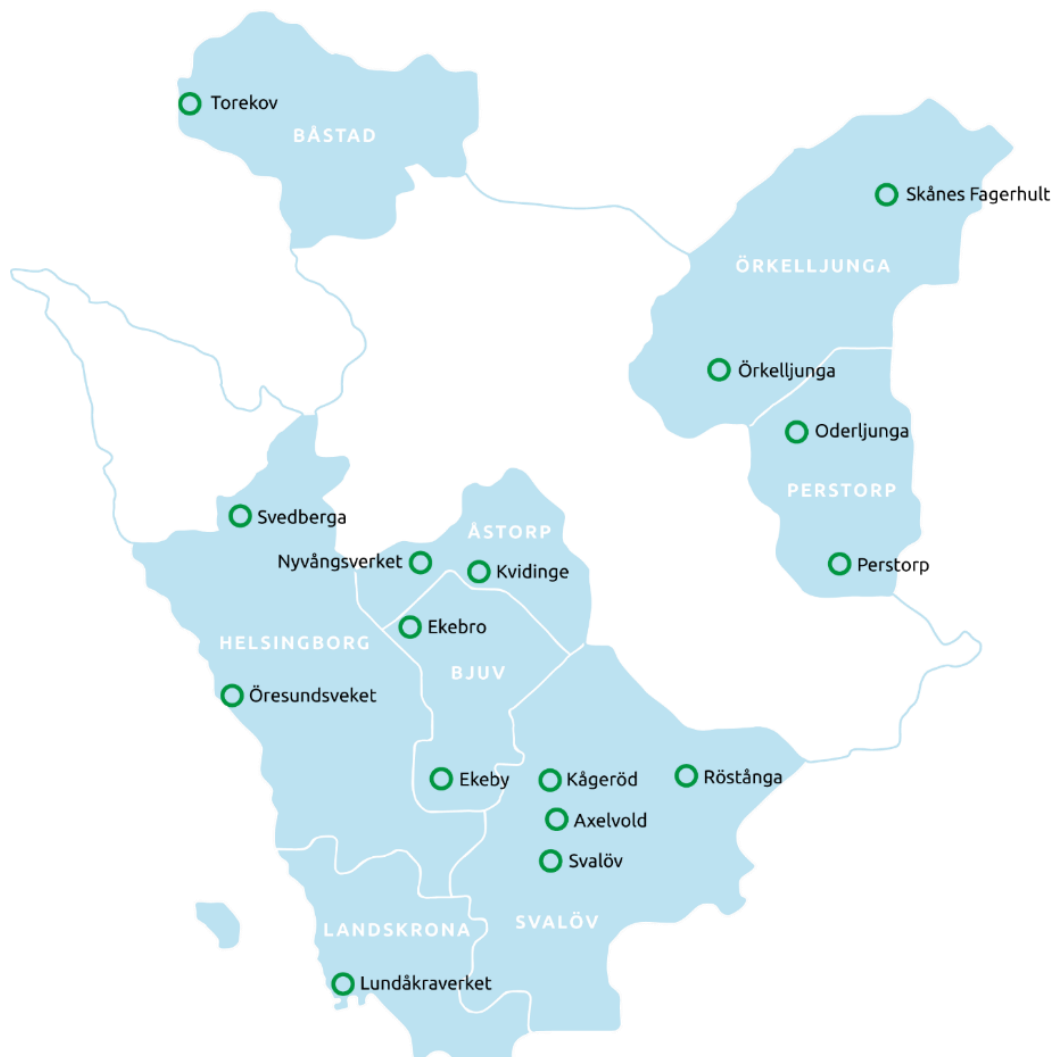 Torekov
BÅSTAD
Skånes Fagerhult
ÖRKELLJUNGA
Örkelljunga
Oderljunga
PERSTORP
Svedberga
ÅSTORP
Nyvångsverket
Kvidinge
Perstorp
Ekebro
HELSINGBORG
BJUV
Öresundsveket
Ekeby
Kågeröd
Röstånga
Axelvold
Svalöv
SVALÖV
LANDSKRONA
Lundåkraverket